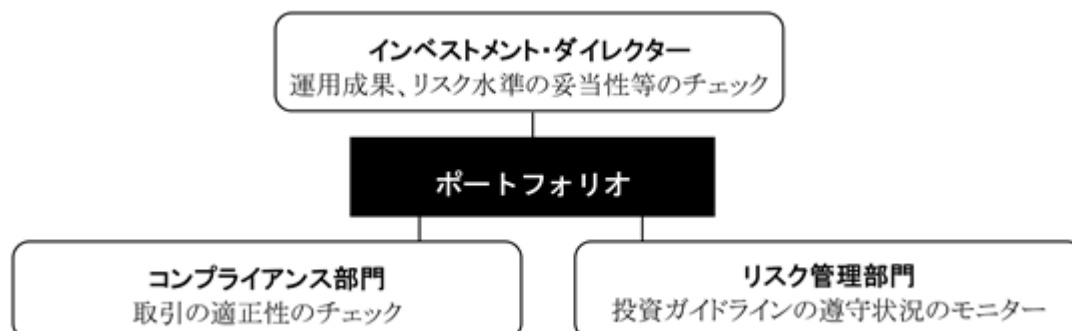 インベストメント・ダイレクター
運用成果、リスク水準の妥当性等のチェック
ポートフォリオ
コンプライアンス部門
取引の適正性のチェック
リスク管理部門
投資ガイドラインの遵守状況のモニター